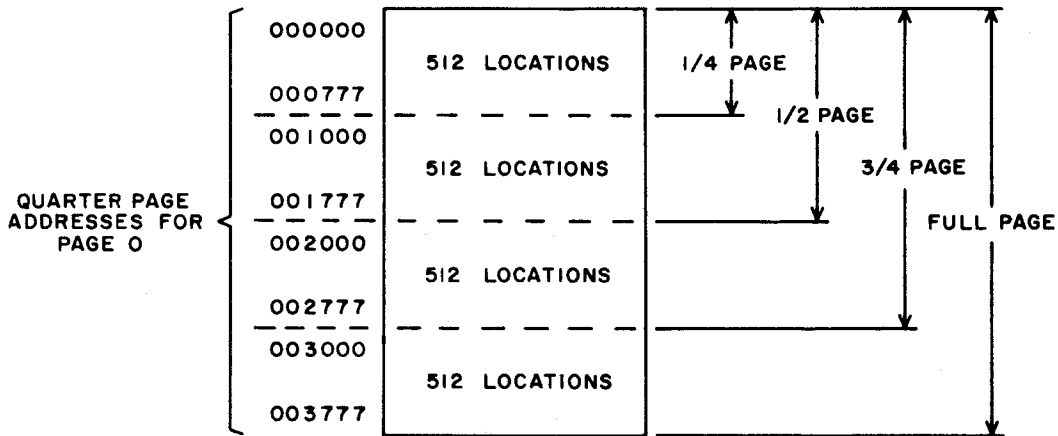 000000
512 LOCATIONS
1/4 PAGE
000777
1/2 PAGE
001000
512 LOCATIONS
3/4 PAGE
001777
QUARTER PAGE
ADDRESSES FOR
PAGE 0
FULL PAGE
002000
512 LOCATIONS
002777
003000
512 LOCATIONS
003777